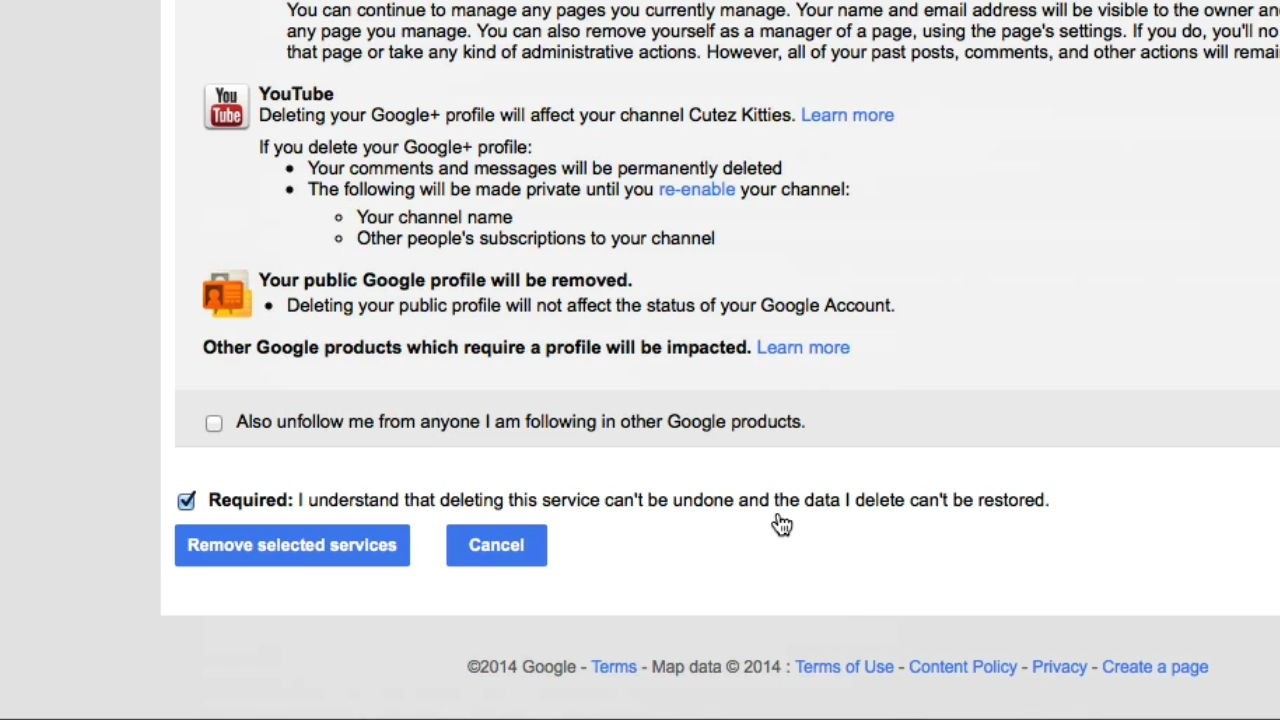 You can continue to manage any pages you currently manage. Your name and email address will be visible to the owner and
any page you manage. You can also remove yourself as a manager of a page, using the page's settings. If you do, you'll no
that page or take any kind of administrative actions. However, all of your past posts, comments, and other actions will remai
You Tube
YouTube
Deleting your Google+ profile will affect your channel Cutez Kitties. Learn more
If you delete your Google+ profile:
• Your comments and messages will be permanently deleted
• The following will be made private until you re-enable your channel:
○ Your channel name
○ Other people's subscriptions to your channel
Your public Google profile will be removed.
• Deleting your public profile will not affect the status of your Google Account.
Other Google products which require a profile will be impacted. Learn more
Also unfollow me from anyone I am following in other Google products.
Required: I understand that deleting this service can't be undone and the data I delete can't be restored.
Remove selected services Cancel
©2014 Google - Terms - Map data © 2014 : Terms of Use - Content Policy - Privacy - Create a page